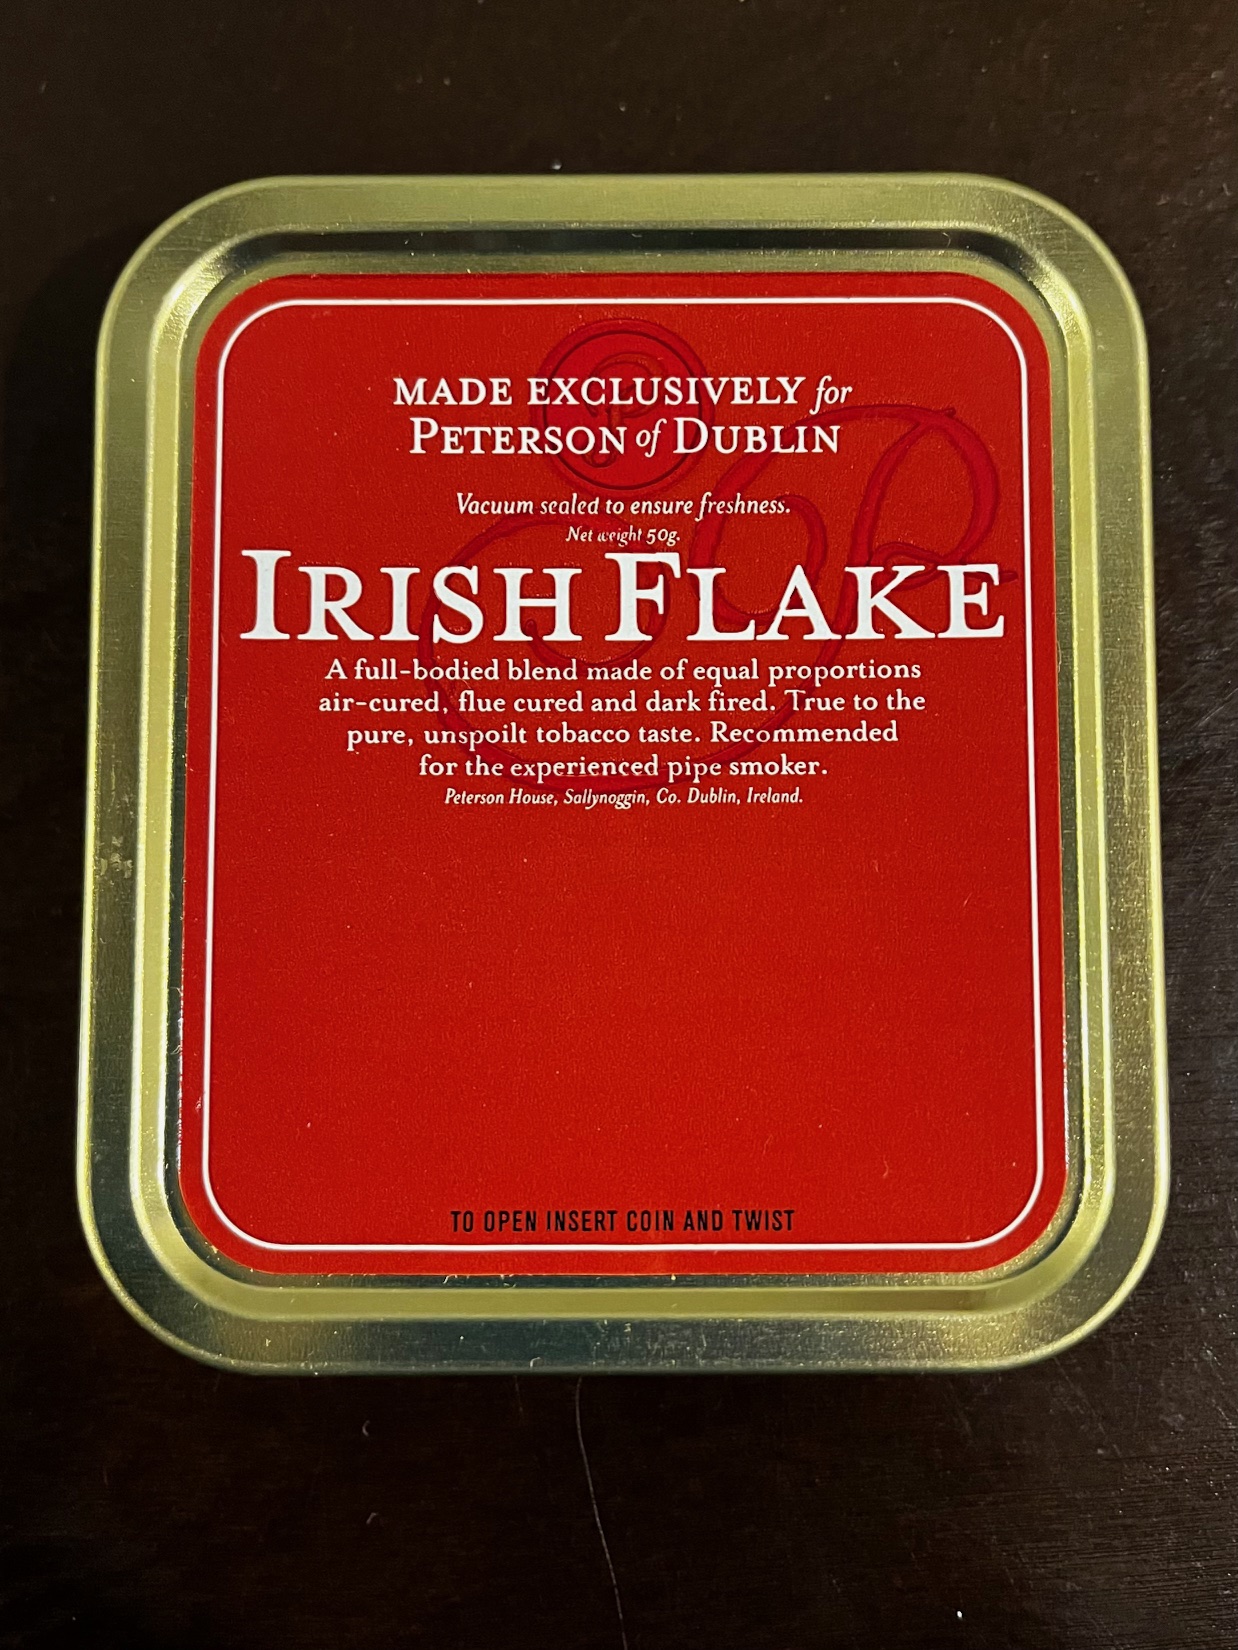 MADE EXCLUSIVELY for
PETERSON of DUBLIN
Vacuum sealed to ensure freshness.
Net weight 50g.
IRISH FLAKE
A full-bodied blend made of equal proportions
air-cured, flue cured and dark fired. True to the
pure, unspoilt tobacco taste. Recommended
for the experienced pipe smoker.
Peterson House, Sallynoggin, Co. Dublin, Ireland.
TO OPEN INSERT COIN AND TWIST